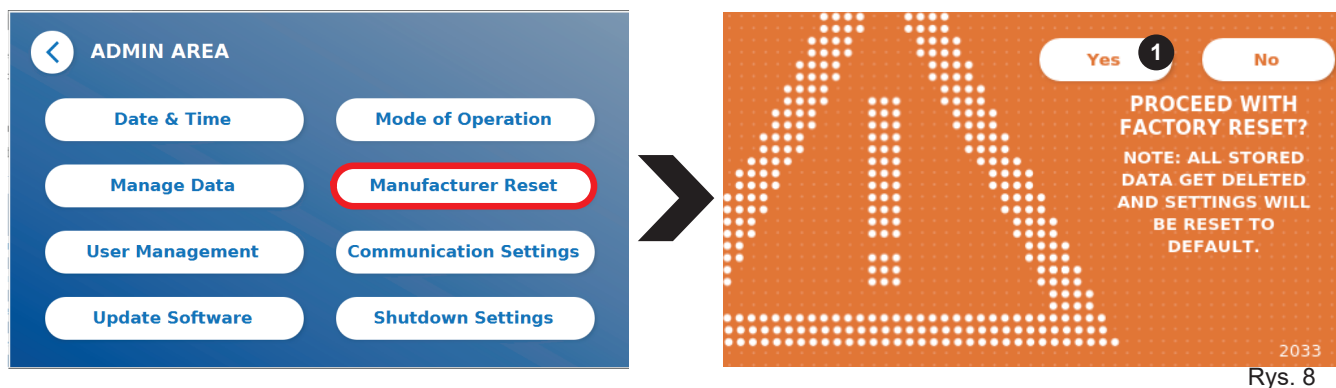 ADMIN AREA
Date & Time
Mode of Operation
Manage Data
Manufacturer Reset
User Management
Communication Settings
Update Software
Shutdown Settings
Yes
1
No
PROCEED WITH
FACTORY RESET?
NOTE: ALL STORED
DATA GET DELETED
AND SETTINGS WILL
BE RESET TO
DEFAULT.
2033
Rys. 8